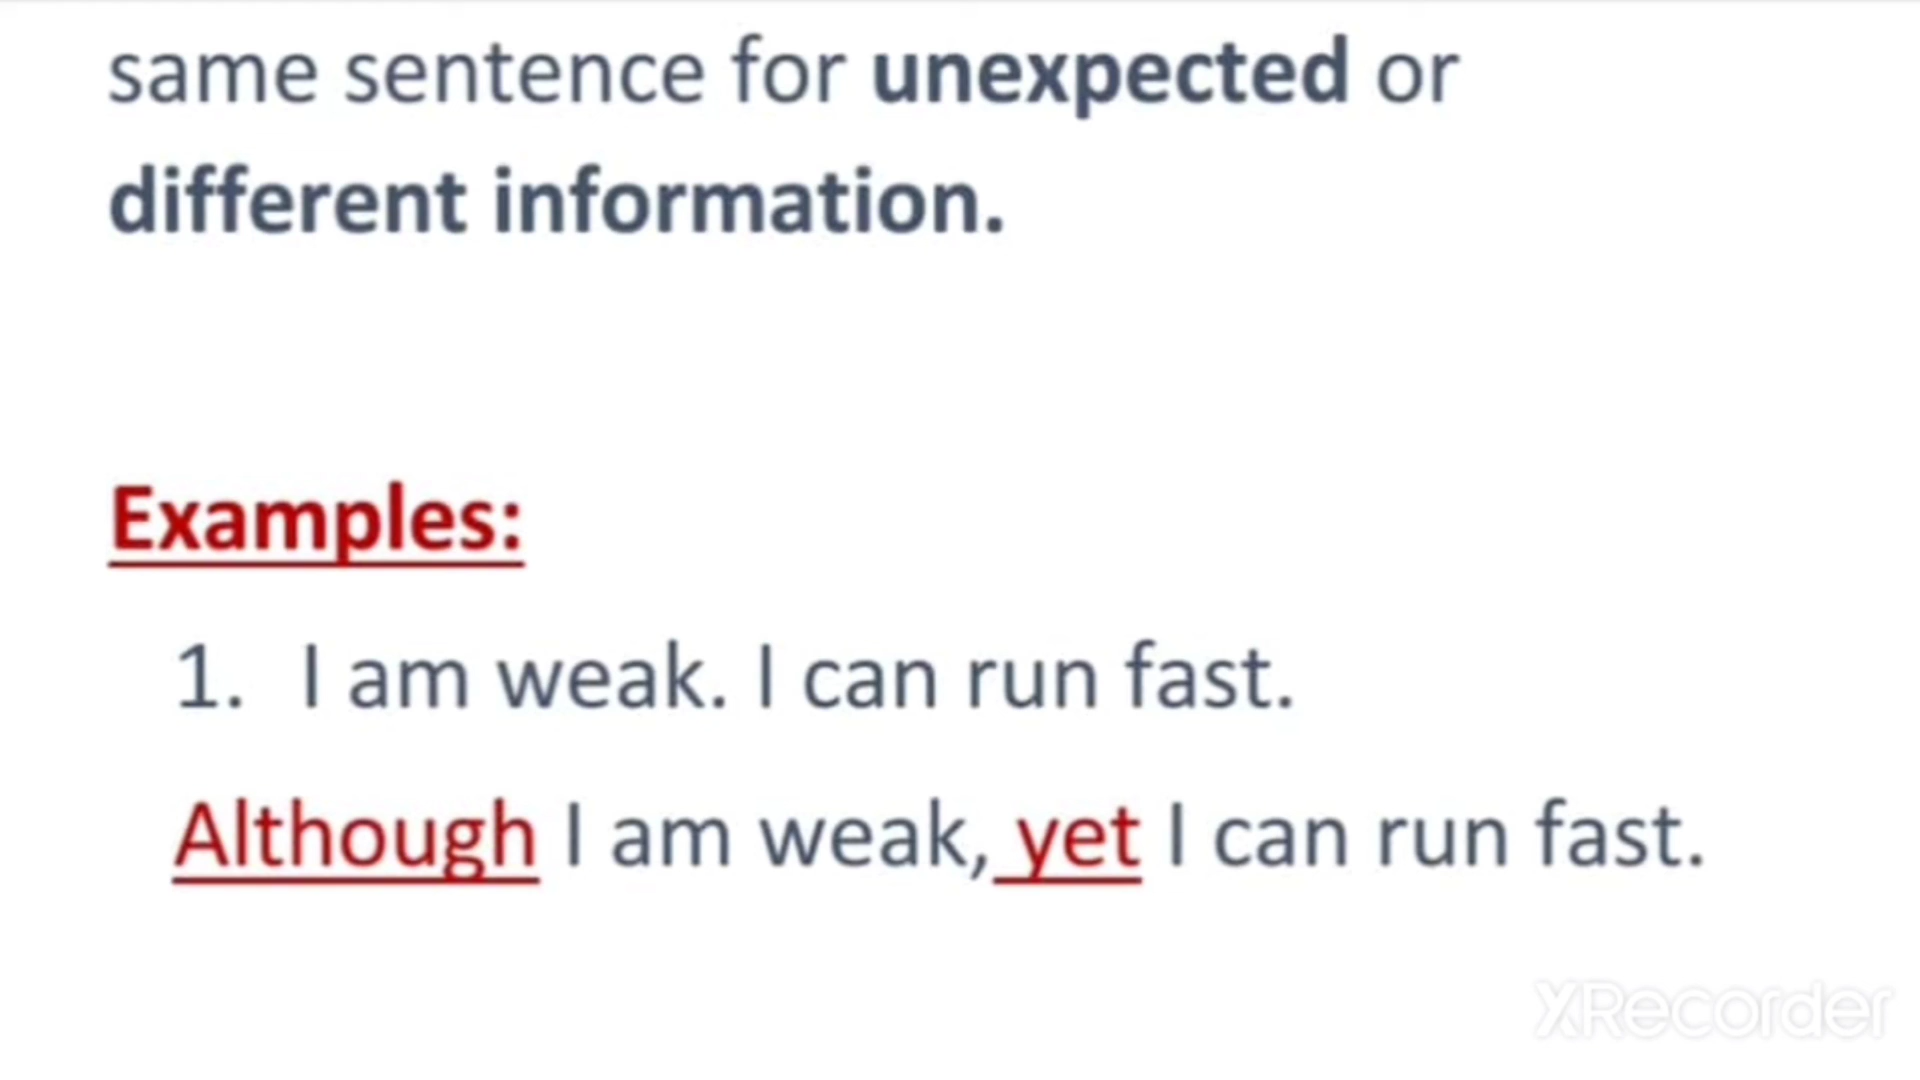 same sentence for unexpected or
different information.
Examples:
1. I am weak. I can run fast.
Although I am weak, yet I can run fast.
XRecorder